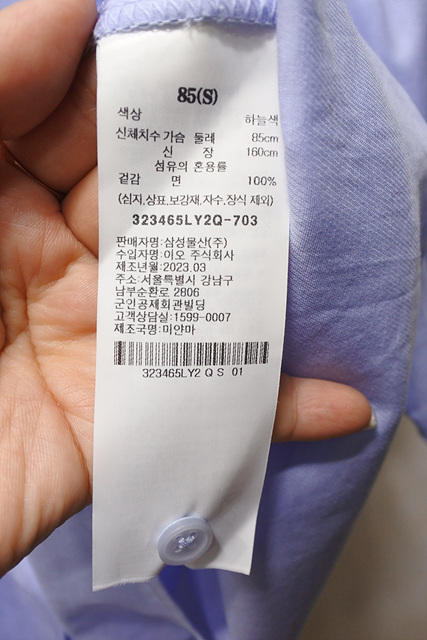 85(S)
색상 하늘색
신체치수 가슴 둘레 85cm
신 장 160cm
섬유의 혼용률
겉감 면 100%
(심지,상표,보강재,자수,장식 제외)
323465LY2Q-703
판매자명:삼성물산(주)
수입자명:이오 주식회사
제조년월:2023.03
주소:서울특별시 강남구
남부순환로 2806
군인공제회관빌딩
고객상담실:1599-0007
제조국명:미얀마
323465LY2 Q S 01